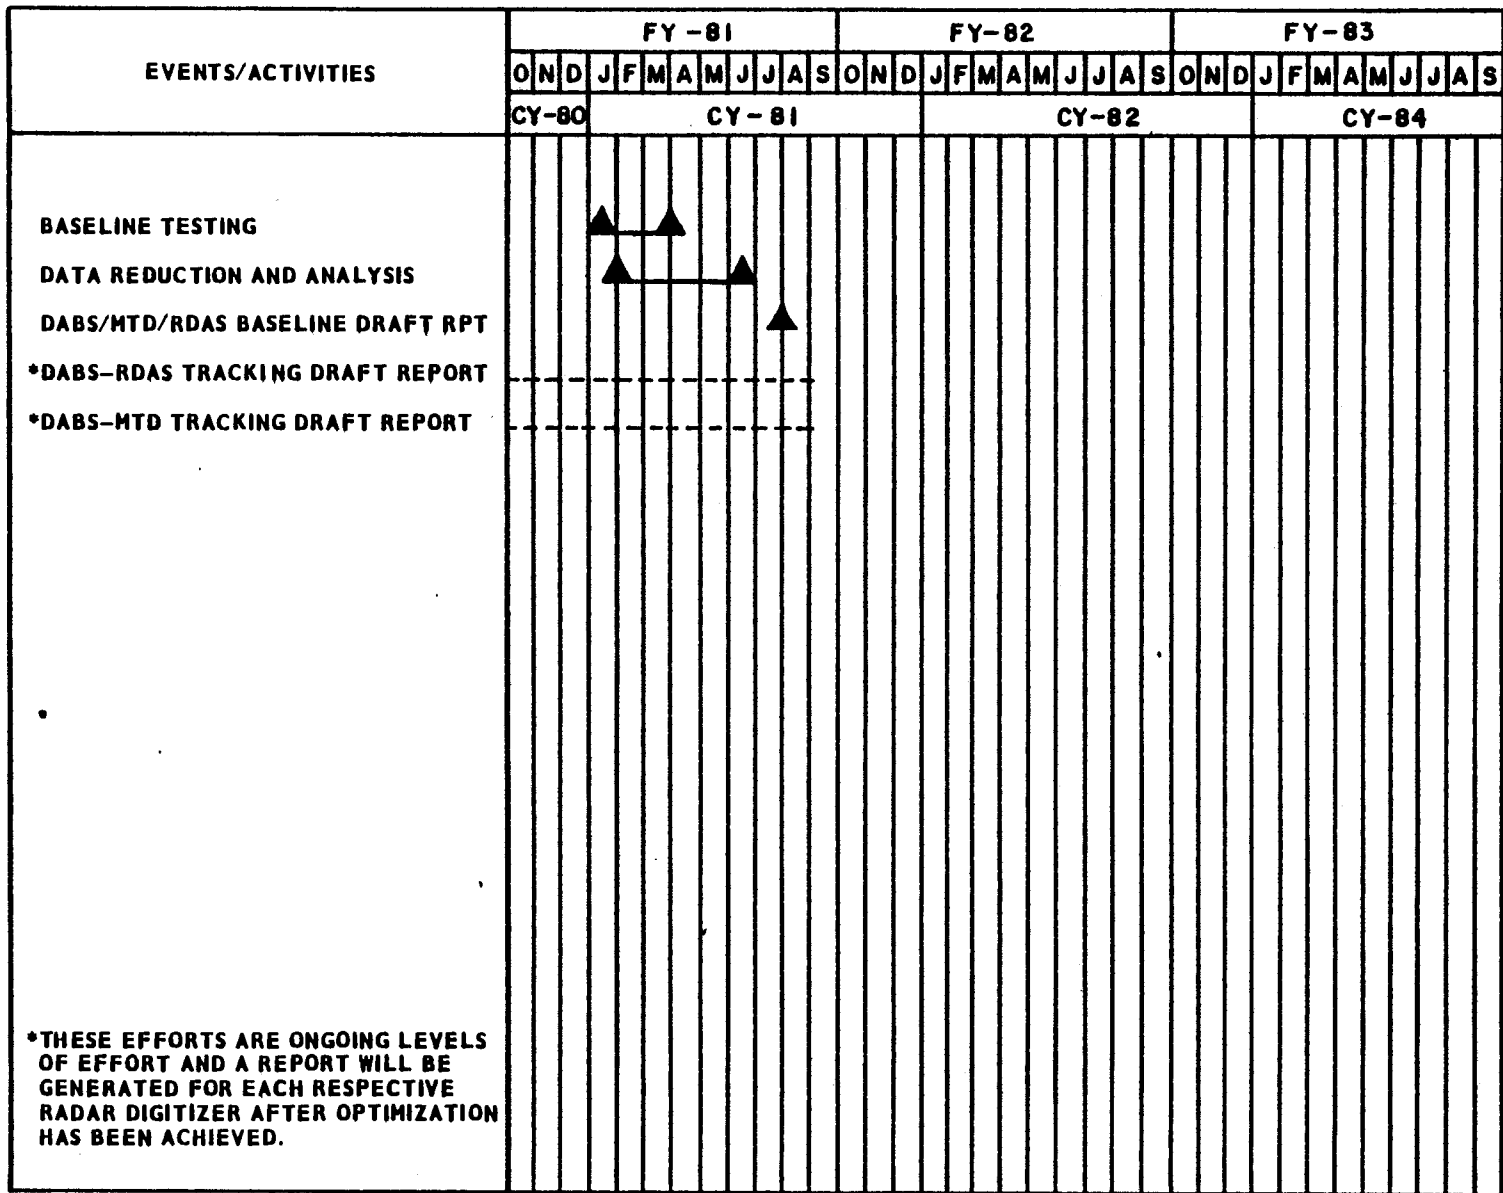 FY-81 FY-82 FY-83
EVENTS/ACTIVITIES
O N D J F M A M J J A S O N D J F M A M J J A S O N D J F M A M J J A S
CY-80 CY-81 CY-82 CY-84
BASELINE TESTING
DATA REDUCTION AND ANALYSIS
DABS/MTD/RDAS BASELINE DRAFT RPT
*DABS-RDAS TRACKING DRAFT REPORT
*DABS-MTD TRACKING DRAFT REPORT
*THESE EFFORTS ARE ONGOING LEVELS
OF EFFORT AND A REPORT WILL BE
GENERATED FOR EACH RESPECTIVE
RADAR DIGITIZER AFTER OPTIMIZATION
HAS BEEN ACHIEVED.